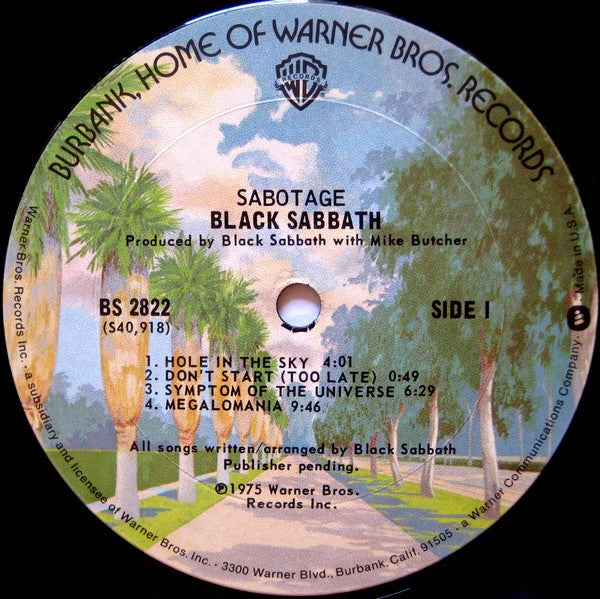 BURBANK, HOME OF WARNER BROS. RECORDS
WB
RECORDS
SABOTAGE
BLACK SABBATH
Produced by Black Sabbath with Mike Butcher
BS 2822
(S40,918)
SIDE I
1. HOLE IN THE SKY 4:01
2. DON'T START (TOO LATE) 0:49
3. SYMPTOM OF THE UNIVERSE 6:29
4. MEGALOMANIA 9:46
All songs written/arranged by Black Sabbath
Publisher pending.
℗1975 Warner Bros.
Records Inc.
Warner Bros. Records Inc. · a subsidiary and licensee of Warner Bros. Inc. · 3300 Warner Blvd., Burbank, Calif. 91505 · a Warner Communications Company · Made in U.S.A.